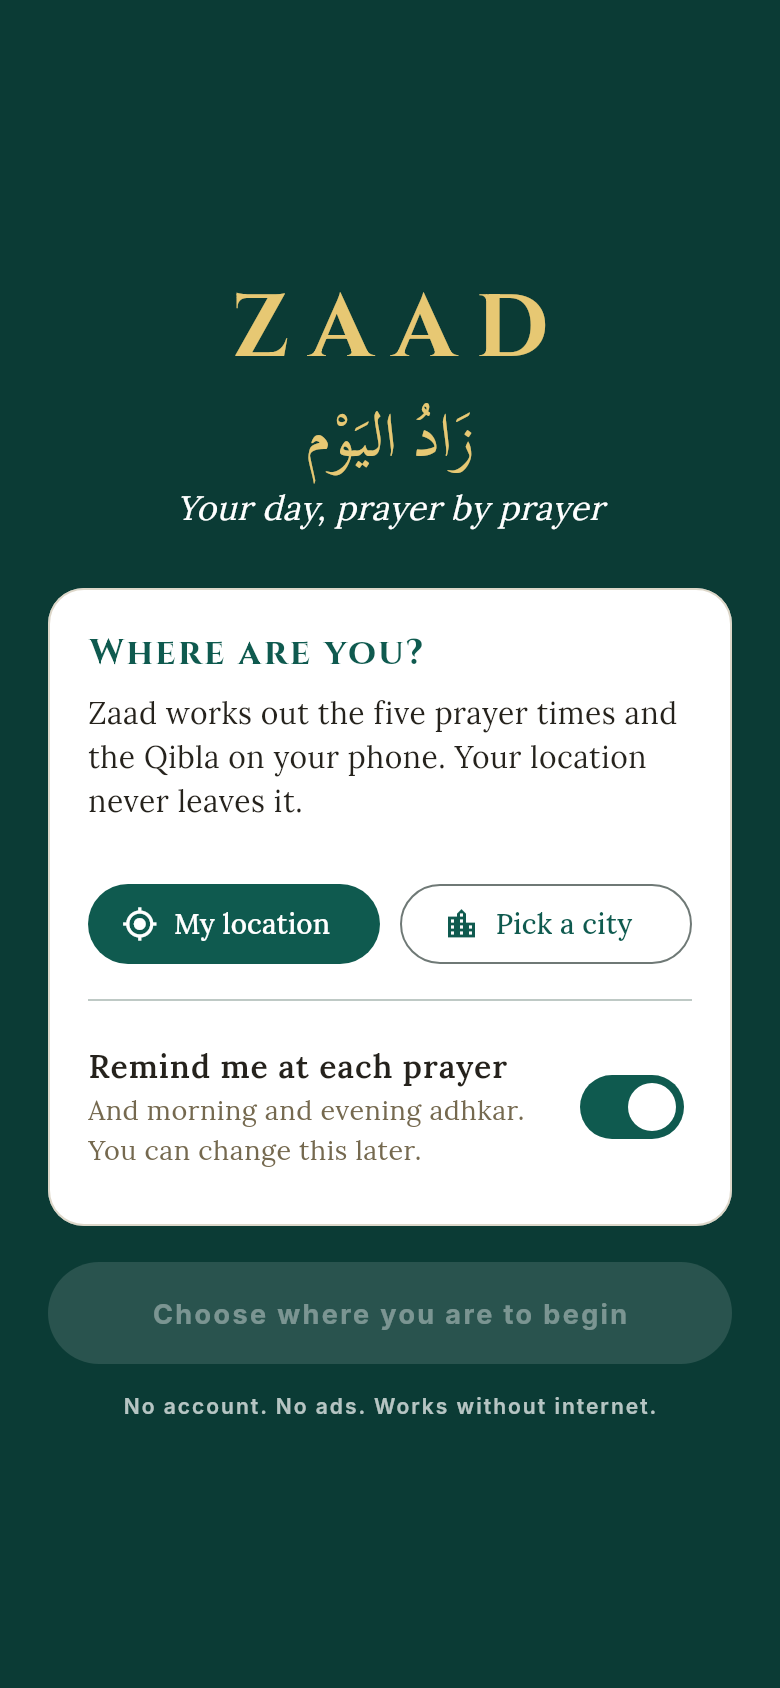 ZAAD
زَادُ اليَوْم
Your day, prayer by prayer
Where are you?
Zaad works out the five prayer times and
the Qibla on your phone. Your location
never leaves it.
My location
Pick a city
Remind me at each prayer
And morning and evening adhkar.
You can change this later.
Choose where you are to begin
No account. No ads. Works without internet.